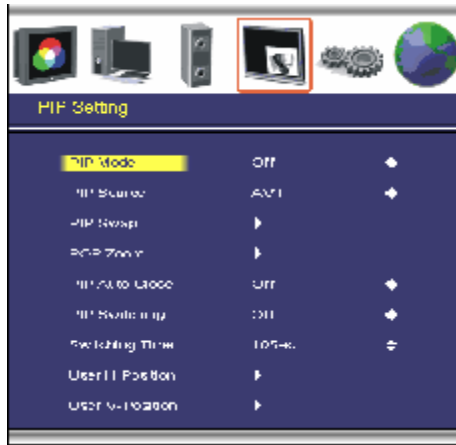 PIP Setting
PIP Mode Off
PIP Source AV1
PIP Swap
PGP Zoom
PIP Auto Close Off
PIP Switching Off
Switching Time 10Sec
User H Position
User V-Position